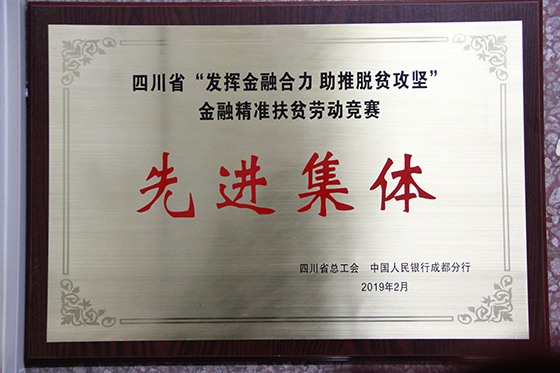 四川省“发挥金融合力 助推脱贫攻坚”
金融精准扶贫劳动竞赛
先进集体
四川省总工会 中国人民银行成都分行
2019年2月